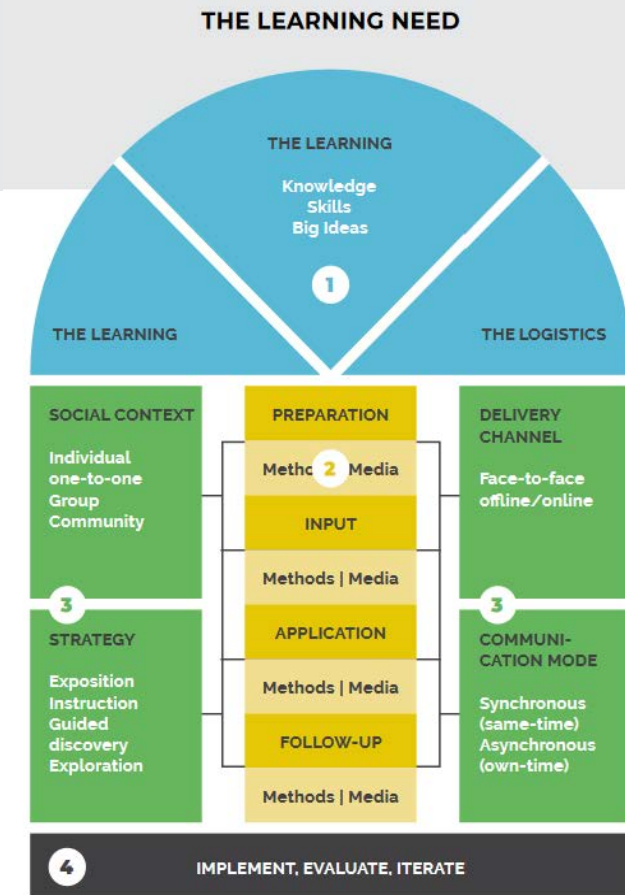 THE LEARNING NEED
THE LEARNING
Knowledge
Skills
Big Ideas
1
THE LEARNING
THE LOGISTICS
SOCIAL CONTEXT
Individual
one-to-one
Group
Community
3
STRATEGY
Exposition
Instruction
Guided
discovery
Exploration
PREPARATION
Metho 2 Media
INPUT
Methods | Media
APPLICATION
Methods | Media
FOLLOW-UP
Methods | Media
DELIVERY
CHANNEL
Face-to-face
offline/online
3
COMMUNI-
CATION MODE
Synchronous
(same-time)
Asynchronous
(own-time)
4
IMPLEMENT, EVALUATE, ITERATE